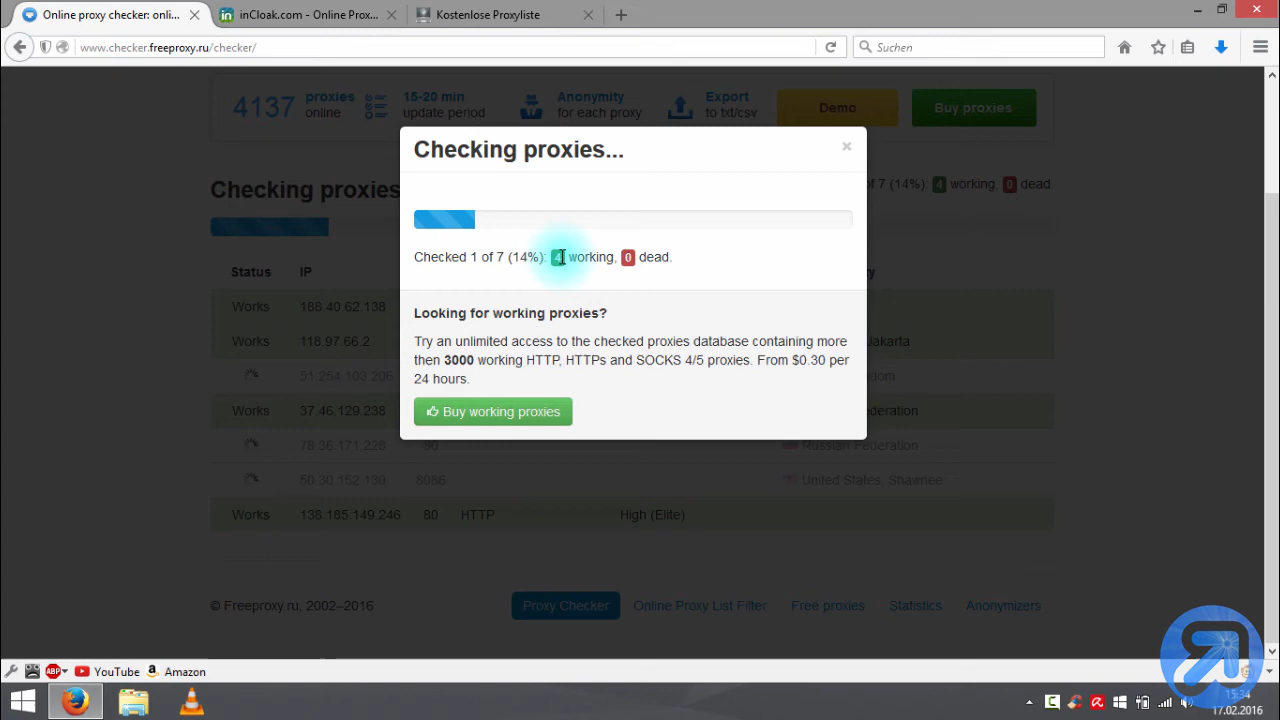 Online proxy checker: onli...
inCloak.com - Online Prox...
Kostenlose Proxyliste
www.checker.freeproxy.ru/checker/
Suchen
4137 proxies online
15-20 min update period
Anonymity for each proxy
Export to txt/csv
Demo
Buy proxies
Checking proxies...
Checking proxies
of 7 (14%): 4 working, 0 dead
Checked 1 of 7 (14%): 4 working, 0 dead.
Looking for working proxies?
Try an unlimited access to the checked proxies database containing more
then 3000 working HTTP, HTTPs and SOCKS 4/5 proxies. From $0.30 per
24 hours.
Buy working proxies
Status IP
Works 188.40.62.138
Works 118.97.66.2
51.254.103.206
Works 37.46.129.238
78.36.171.228 90 Russian Federation
50.30.152.130 8086 United States, Shawnee
Works 138.185.149.246 80 HTTP High (Elite)
© Freeproxy.ru, 2002–2016
Proxy Checker
Online Proxy List Filter
Free proxies
Statistics
Anonymizers
ABP
YouTube
Amazon
15:34
17.02.2016